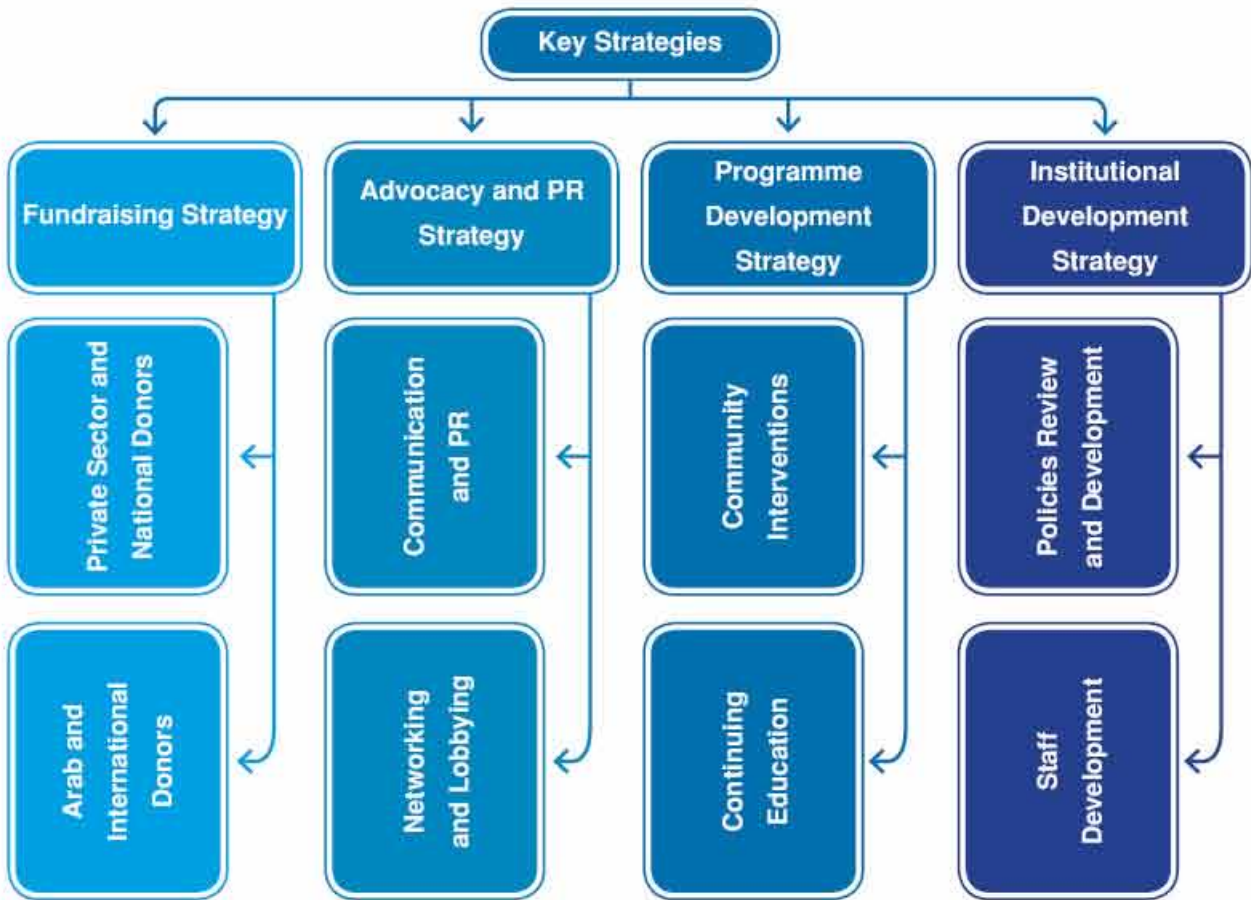 Key Strategies
Fundraising Strategy
Advocacy and PR
Strategy
Programme
Development
Strategy
Institutional
Development
Strategy
Private Sector and
National Donors
Communication
and PR
Community
Interventions
Policies Review
and Development
Arab and
International
Donors
Networking
and Lobbying
Continuing
Education
Staff
Development